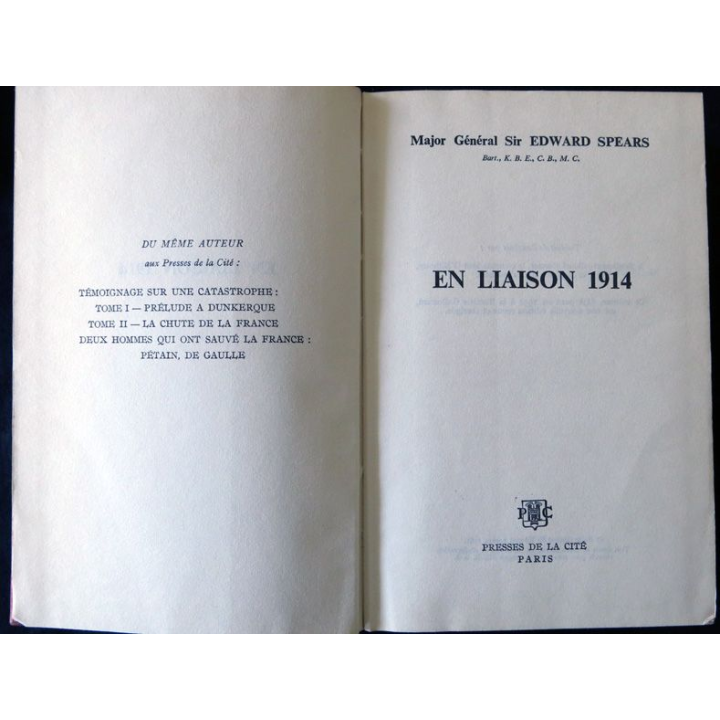 DU MÊME AUTEUR
aux Presses de la Cité :
TÉMOIGNAGE SUR UNE CATASTROPHE :
TOME I — PRÉLUDE A DUNKERQUE
TOME II — LA CHUTE DE LA FRANCE
DEUX HOMMES QUI ONT SAUVÉ LA FRANCE :
PÉTAIN, DE GAULLE
Major Général Sir EDWARD SPEARS
Bart., K. B. E., C. B., M. C.
EN LIAISON 1914
P C
PRESSES DE LA CITÉ
PARIS